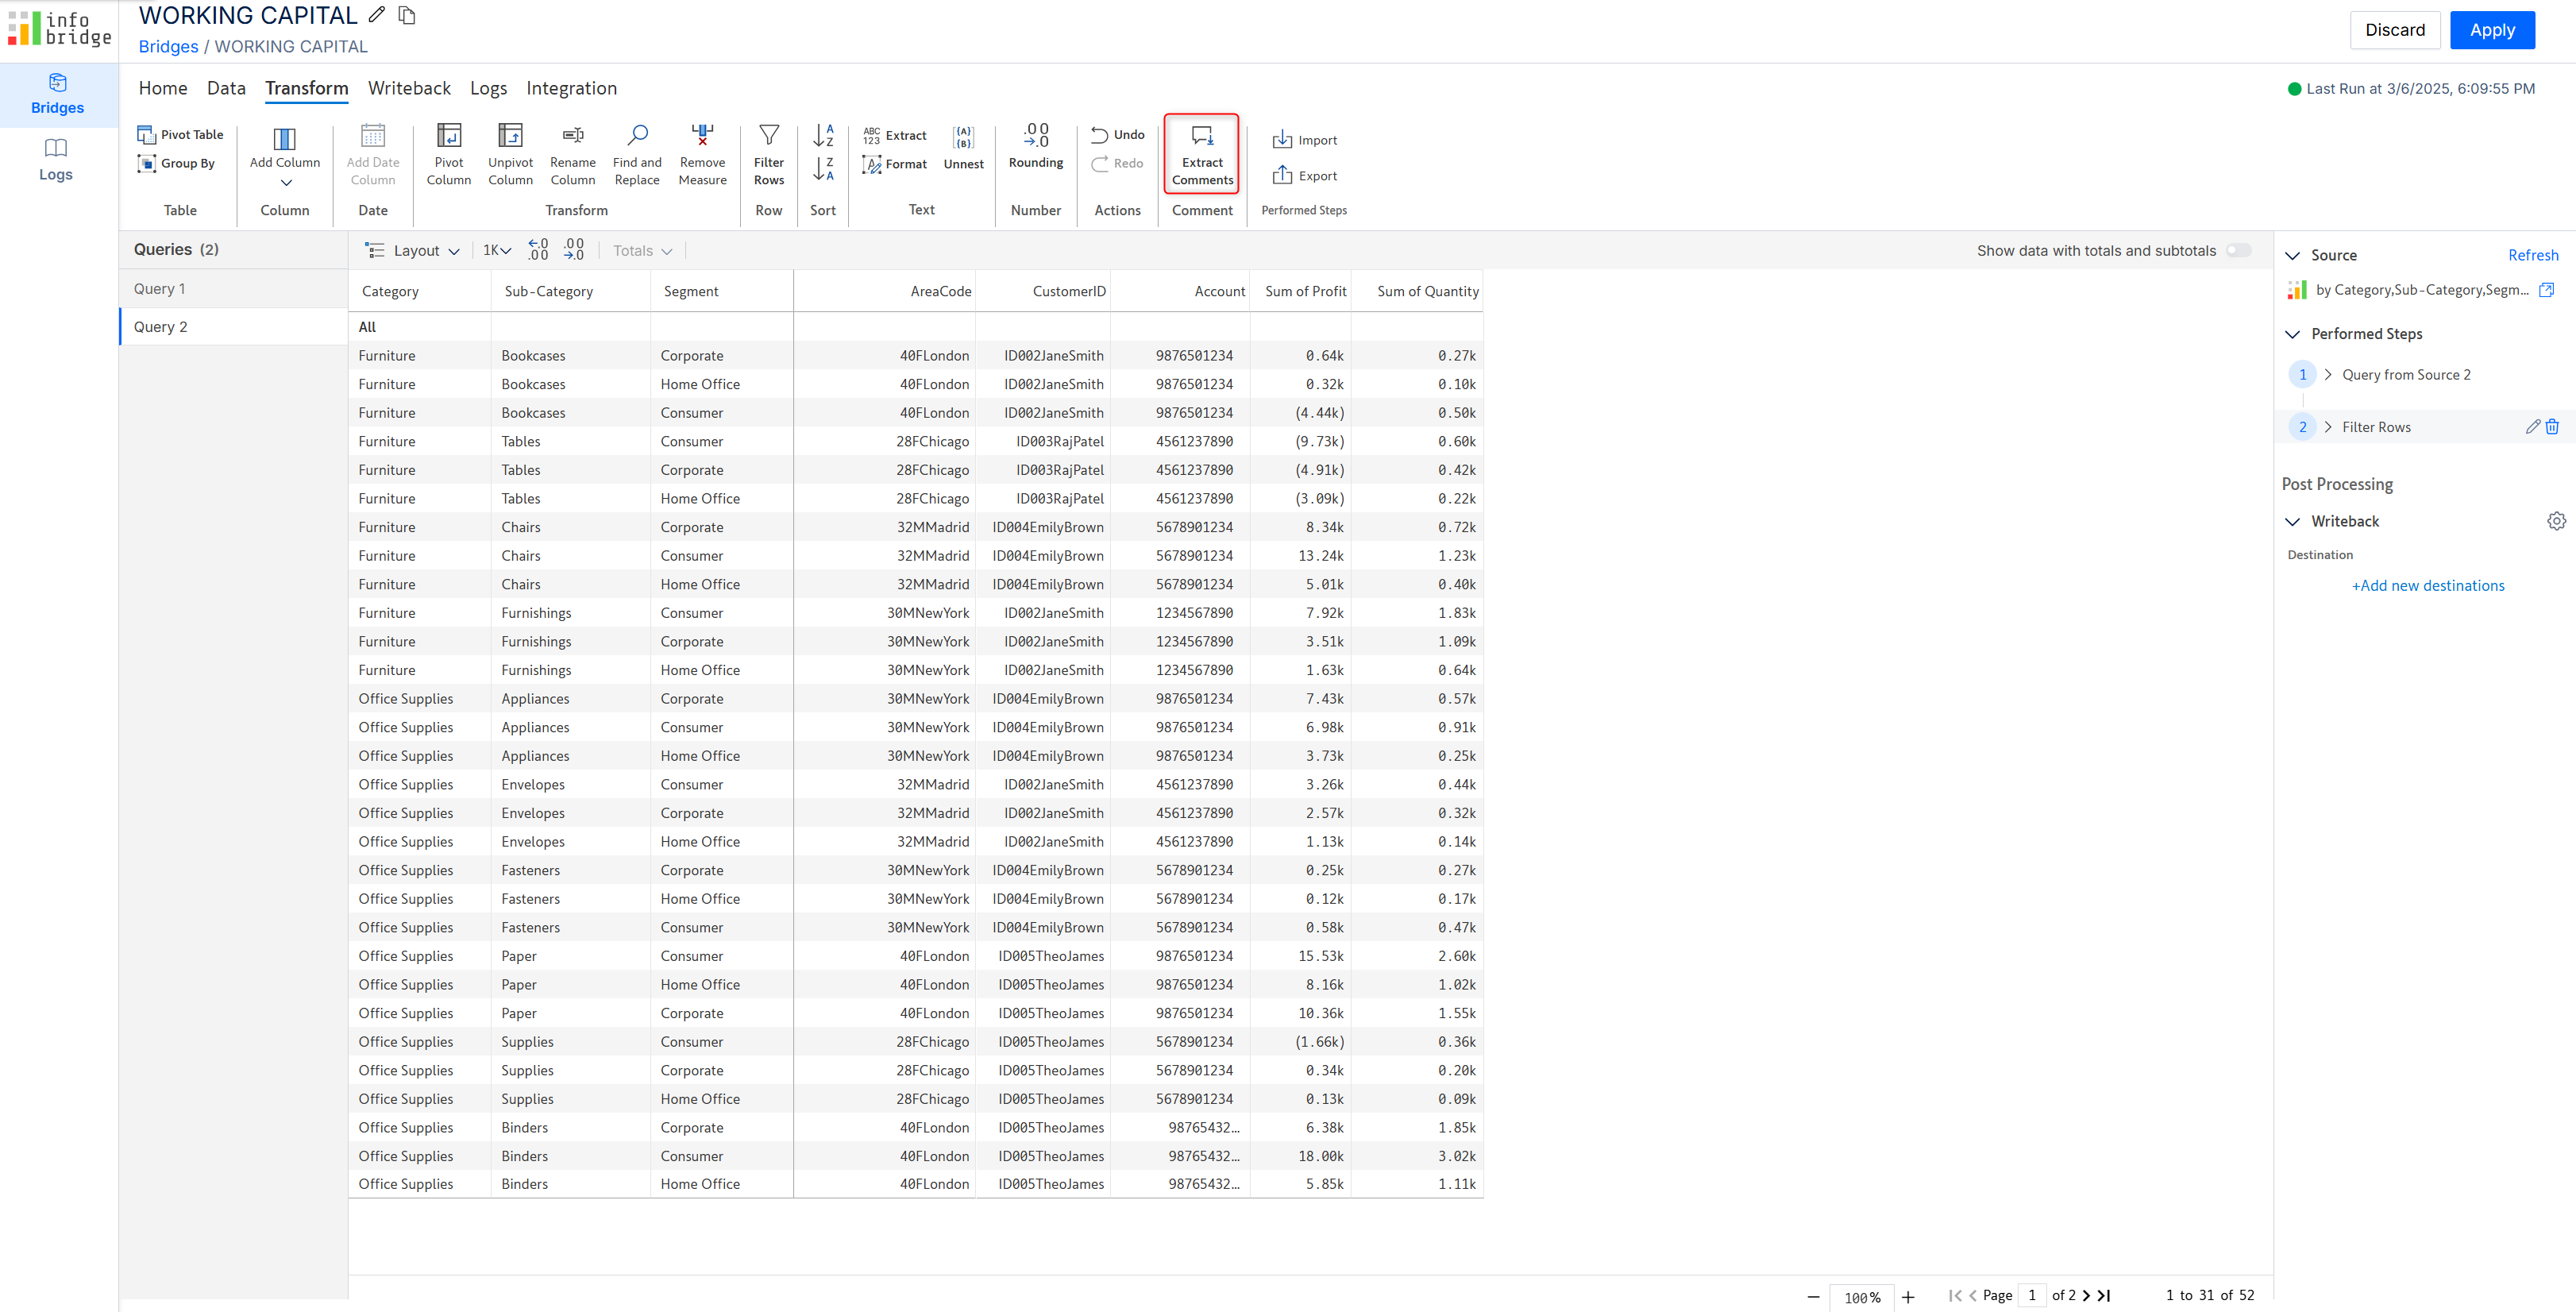 info
bridge
WORKING CAPITAL
Bridges / WORKING CAPITAL
Discard
Apply
Bridges
Logs
Home Data Transform Writeback Logs Integration
Last Run at 3/6/2025, 6:09:55 PM
Pivot Table
Group By
Table
Add Column
Column
Add Date
Column
Date
Pivot
Column
Unpivot
Column
Rename
Column
Find and
Replace
Remove
Measure
Transform
Filter
Rows
Row
A
Z
Z
A
Sort
ABC
123
Extract
Format
{A}
{B}
Unnest
Text
.00
.0
Rounding
Number
Undo
Redo
Actions
Extract
Comments
Comment
Import
Export
Performed Steps
Queries (2)
Query 1
Query 2
Layout 1K .0 .00 .00 .0 Totals
Show data with totals and subtotals
Category Sub-Category Segment AreaCode CustomerID Account Sum of Profit Sum of Quantity
All
Furniture Bookcases Corporate 40FLondon ID002JaneSmith 9876501234 0.64k 0.27k
Furniture Bookcases Home Office 40FLondon ID002JaneSmith 9876501234 0.32k 0.10k
Furniture Bookcases Consumer 40FLondon ID002JaneSmith 9876501234 (4.44k) 0.50k
Furniture Tables Consumer 28FChicago ID003RajPatel 4561237890 (9.73k) 0.60k
Furniture Tables Corporate 28FChicago ID003RajPatel 4561237890 (4.91k) 0.42k
Furniture Tables Home Office 28FChicago ID003RajPatel 4561237890 (3.09k) 0.22k
Furniture Chairs Corporate 32MMadrid ID004EmilyBrown 5678901234 8.34k 0.72k
Furniture Chairs Consumer 32MMadrid ID004EmilyBrown 5678901234 13.24k 1.23k
Furniture Chairs Home Office 32MMadrid ID004EmilyBrown 5678901234 5.01k 0.40k
Furniture Furnishings Consumer 30MNewYork ID002JaneSmith 1234567890 7.92k 1.83k
Furniture Furnishings Corporate 30MNewYork ID002JaneSmith 1234567890 3.51k 1.09k
Furniture Furnishings Home Office 30MNewYork ID002JaneSmith 1234567890 1.63k 0.64k
Office Supplies Appliances Corporate 30MNewYork ID004EmilyBrown 9876501234 7.43k 0.57k
Office Supplies Appliances Consumer 30MNewYork ID004EmilyBrown 9876501234 6.98k 0.91k
Office Supplies Appliances Home Office 30MNewYork ID004EmilyBrown 9876501234 3.73k 0.25k
Office Supplies Envelopes Consumer 32MMadrid ID002JaneSmith 4561237890 3.26k 0.44k
Office Supplies Envelopes Corporate 32MMadrid ID002JaneSmith 4561237890 2.57k 0.32k
Office Supplies Envelopes Home Office 32MMadrid ID002JaneSmith 4561237890 1.13k 0.14k
Office Supplies Fasteners Corporate 30MNewYork ID004EmilyBrown 5678901234 0.25k 0.27k
Office Supplies Fasteners Home Office 30MNewYork ID004EmilyBrown 5678901234 0.12k 0.17k
Office Supplies Fasteners Consumer 30MNewYork ID004EmilyBrown 5678901234 0.58k 0.47k
Office Supplies Paper Consumer 40FLondon ID005TheoJames 9876501234 15.53k 2.60k
Office Supplies Paper Home Office 40FLondon ID005TheoJames 9876501234 8.16k 1.02k
Office Supplies Paper Corporate 40FLondon ID005TheoJames 9876501234 10.36k 1.55k
Office Supplies Supplies Consumer 28FChicago ID005TheoJames 5678901234 (1.66k) 0.36k
Office Supplies Supplies Corporate 28FChicago ID005TheoJames 5678901234 0.34k 0.20k
Office Supplies Supplies Home Office 28FChicago ID005TheoJames 5678901234 0.13k 0.09k
Office Supplies Binders Corporate 40FLondon ID005TheoJames 98765432... 6.38k 1.85k
Office Supplies Binders Consumer 40FLondon ID005TheoJames 98765432... 18.00k 3.02k
Office Supplies Binders Home Office 40FLondon ID005TheoJames 98765432... 5.85k 1.11k
Source Refresh
by Category,Sub-Category,Segm...
Performed Steps
1 Query from Source 2
2 Filter Rows
Post Processing
Writeback
Destination
+Add new destinations
100%
Page 1 of 2
1 to 31 of 52